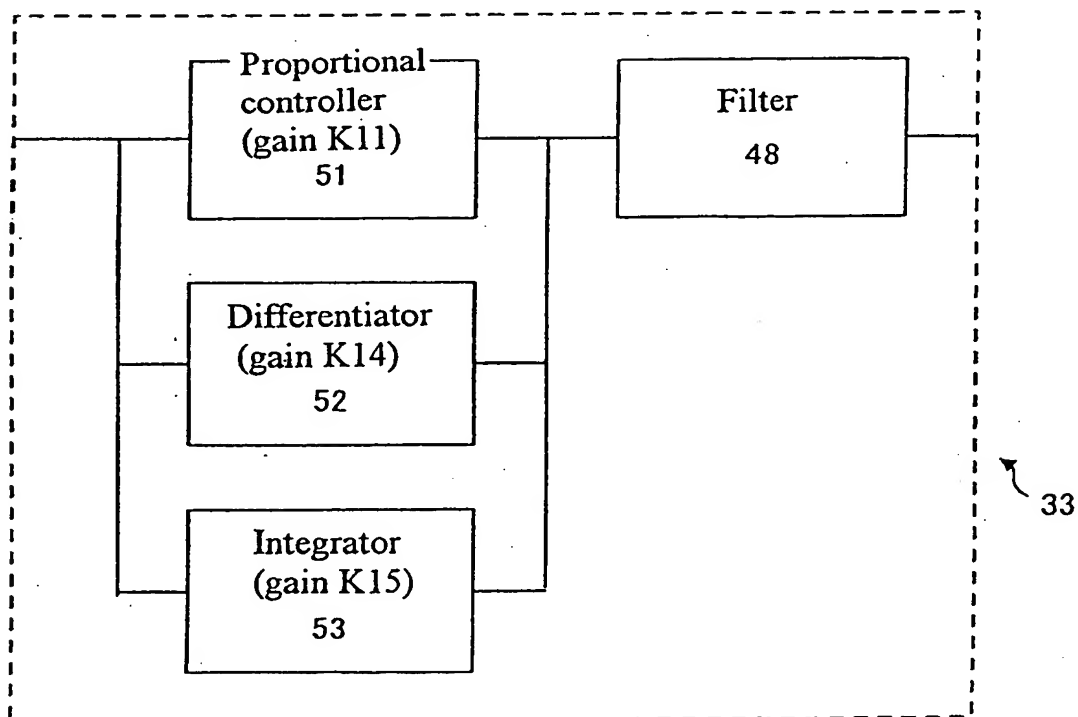 Proportional
controller
(gain K11)
51
Filter
48
Differentiator
(gain K14)
52
Integrator
(gain K15)
53
33